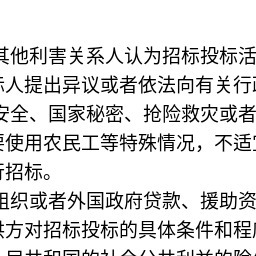 其他利害关系人认为招标投标活
标人提出异议或者依法向有关行政
安全、国家秘密、抢险救灾或者
要使用农民工等特殊情况，不适宜
行招标。
组织或者外国政府贷款、援助资
供方对招标投标的具体条件和程序